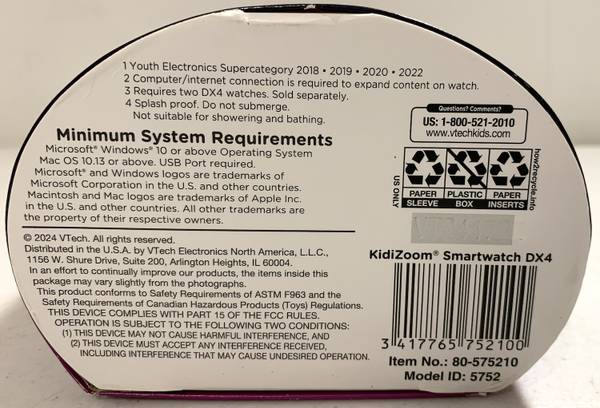 1 Youth Electronics Supercategory 2018 • 2019 • 2020 • 2022
2 Computer/internet connection is required to expand content on watch.
3 Requires two DX4 watches. Sold separately.
4 Splash proof. Do not submerge.
Not suitable for showering and bathing.
Minimum System Requirements
Microsoft® Windows® 10 or above Operating System
Mac OS 10.13 or above. USB Port required.
Microsoft® and Windows logos are trademarks of
Microsoft Corporation in the U.S. and other countries.
Macintosh and Mac logos are trademarks of Apple Inc.
in the U.S. and other countries. All other trademarks are
the property of their respective owners.
© 2024 VTech. All rights reserved.
Distributed in the U.S.A. by VTech Electronics North America, L.L.C.,
1156 W. Shure Drive, Suite 200, Arlington Heights, IL 60004.
In an effort to continually improve our products, the items inside this
package may vary slightly from the photographs.
This product conforms to Safety Requirements of ASTM F963 and the
Safety Requirements of Canadian Hazardous Products (Toys) Regulations.
THIS DEVICE COMPLIES WITH PART 15 OF THE FCC RULES.
OPERATION IS SUBJECT TO THE FOLLOWING TWO CONDITIONS:
(1) THIS DEVICE MAY NOT CAUSE HARMFUL INTERFERENCE, AND
(2) THIS DEVICE MUST ACCEPT ANY INTERFERENCE RECEIVED,
INCLUDING INTERFERENCE THAT MAY CAUSE UNDESIRED OPERATION.
Questions? Comments?
US: 1-800-521-2010
www.vtechkids.com
US ONLY
PAPER
SLEEVE
PLASTIC
BOX
PAPER
INSERTS
how2recycle.info
KidiZoom® Smartwatch DX4
3 417765 752100
Item No.: 80-575210
Model ID: 5752